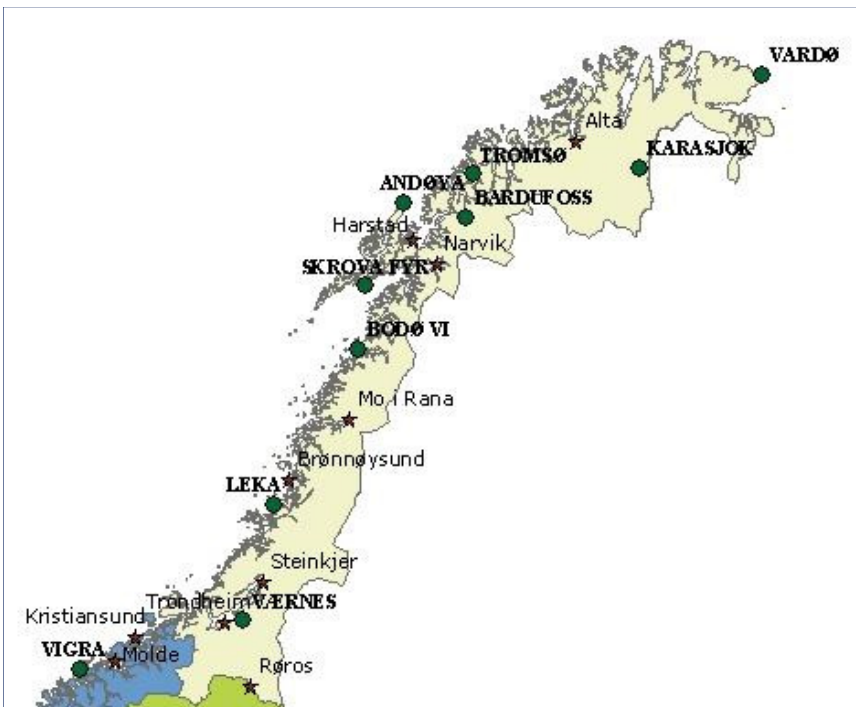 VARDØ
Alta
TROMSØ
KARASJOK
ANDØYA
BARDUFOSS
Harstad
Narvik
SKROVA FYR
BODØ VI
Mo i Rana
Brønnøysund
LEKA
Steinkjer
Trondheim
VÆRNES
Kristiansund
VIGRA
Molde
Røros